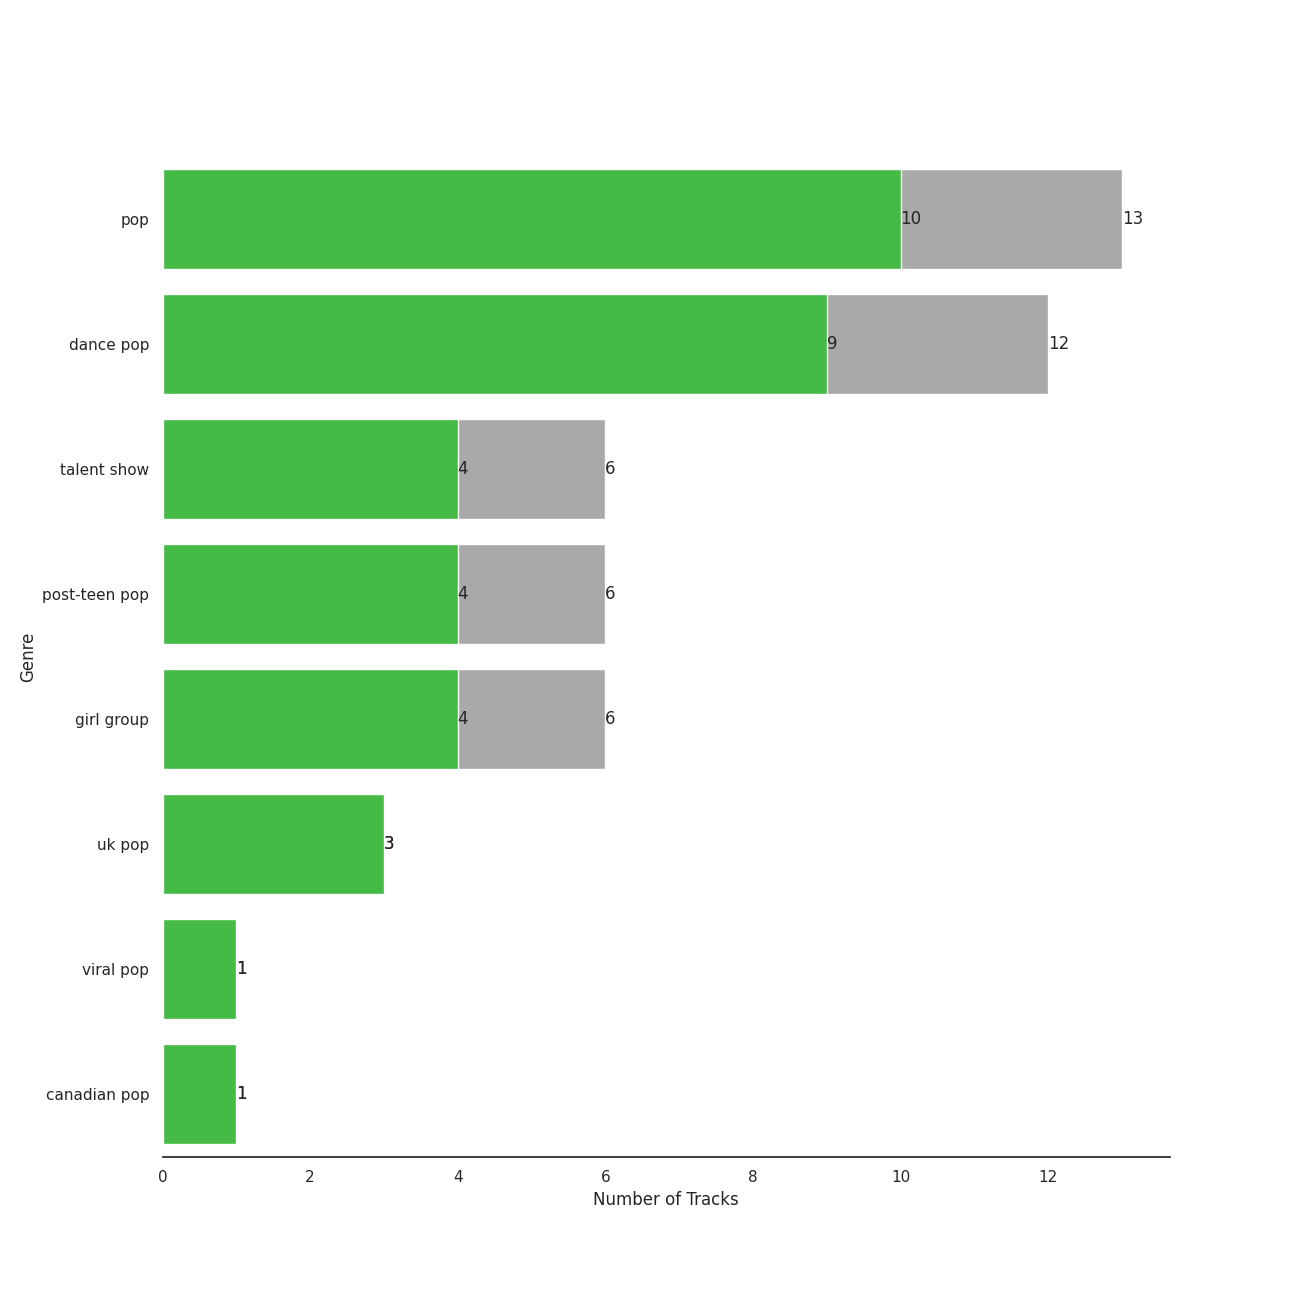 pop 10 13
dance pop 9 12
talent show 4 6
post-teen pop 4 6
Genre
girl group 4 6
uk pop 3
viral pop 1
canadian pop 1
0 2 4 6 8 10 12
Number of Tracks